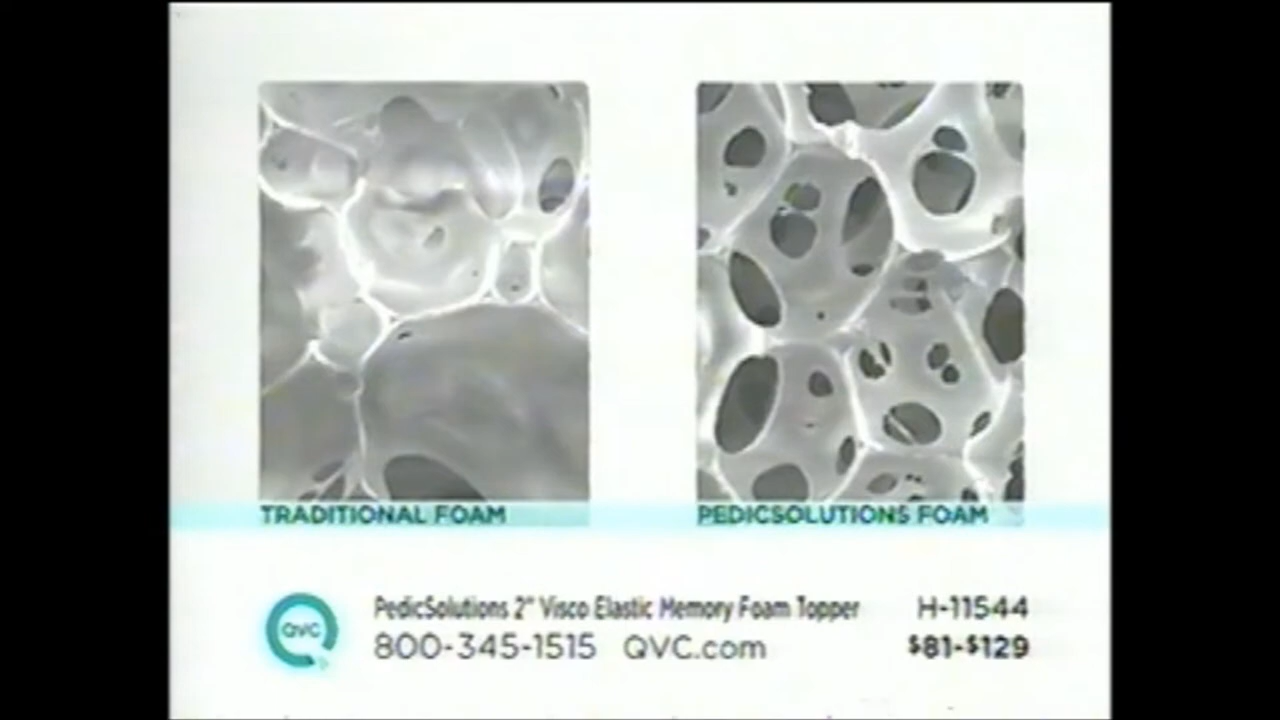 TRADITIONAL FOAM
PEDICSOLUTIONS FOAM
QVC
PedicSolutions 2" Visco Elastic Memory Foam Topper
H-11544
800-345-1515 QVC.com
$81-$129